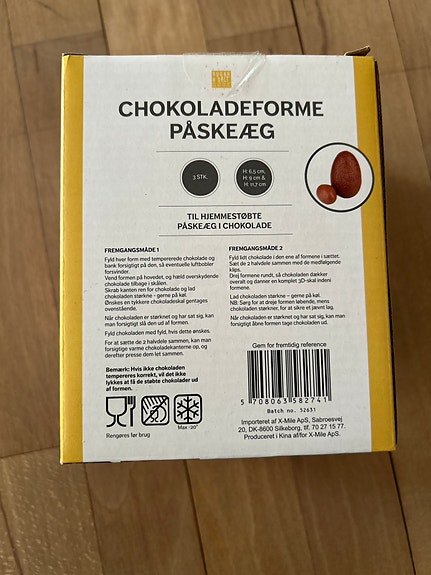 CHOKOLADEFORME
PÅSKEÆG
3 STK.
H: 6,5 cm,
H: 9 cm &
H: 11,7 cm
TIL HJEMMESTØBTE
PÅSKEÆG I CHOKOLADE
FREMGANGSMÅDE 1
Fyld hver form med tempereret chokolade og
bank forsigtigt på den, så eventuelle luftbobler
forsvinder.
Vend formen på hovedet, og hæld overskydende
chokolade tilbage i skålen.
Skrab kanten ren for chokolade og lad
chokoladen størkne - gerne på køl.
Ønskes en tykkere chokoladeskal gentages
ovenstående.
Når chokoladen er størknet og har sat sig, kan
man forsigtigt slå den ud af formen.
Fyld chokoladen med fyld, hvis dette ønskes.
For at sætte de 2 halvdele sammen, kan man
forsigtige varme chokoladekanterne op, og
derefter presse dem let sammen.
Bemærk: Hvis ikke chokoladen
tempereres korrekt, vil det ikke
lykkes at få de støbte chokolader ud
af formen.
Rengøres før brug
Max -20°
FREMGANGSMÅDE 2
Fyld lidt chokolade i den ene af formene i sættet.
Sæt de 2 halvdele sammen med de medfølgende
klips.
Drej formene rundt, så chokoladen dækker
overalt og danner en komplet 3D-skal inden i
formene.
Lad chokoladen størkne – gerne på køl.
NB. Sørg for at dreje formen løbende, mens
chokoladen størkner, for at sikre et jævnt lag.
Når chokoladen er størknet og har sat sig, kan man
forsigtigt åbne formen tage chokoladen ud.
Gem for fremtidig reference
5 708063 582741
Batch no. 52631
Importeret af X-Mile ApS, Sabroesvej
20, DK-8600 Silkeborg, tlf. 70 27 15 77.
Produceret i Kina af/for X-Mile ApS.